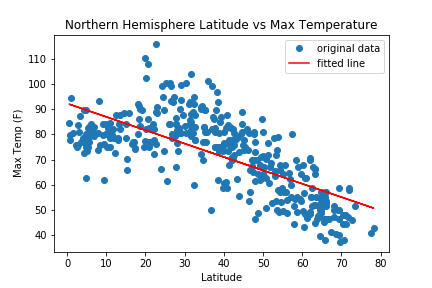 Northern Hemisphere Latitude vs Max Temperature
original data
fitted line
Max Temp (F)
110
100
90
80
70
60
50
40
0 10 20 30 40 50 60 70 80
Latitude